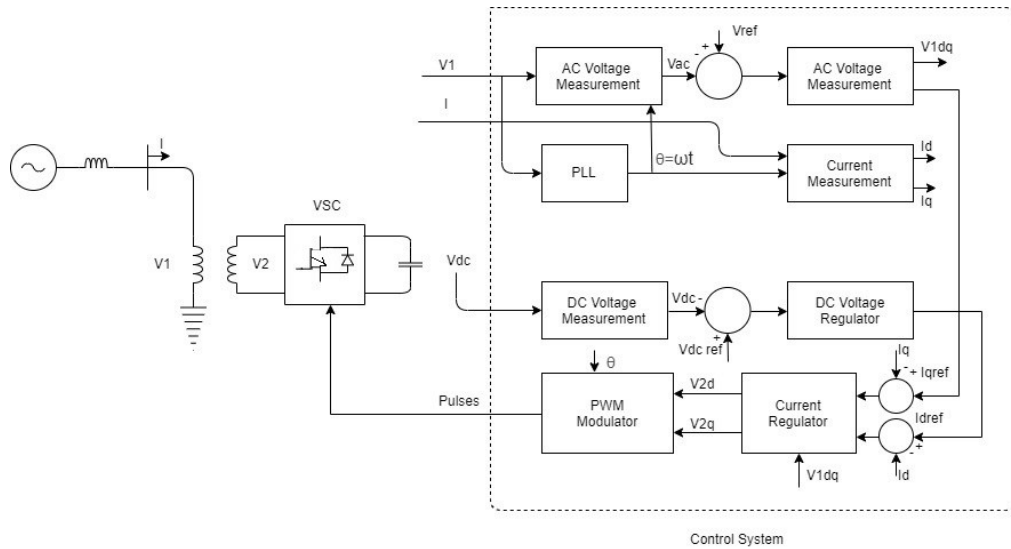 Vref
V1
AC Voltage
Measurement
Vac
-
+
AC Voltage
Measurement
V1dq
I
I
PLL
θ=ωt
Current
Measurement
Id
Iq
VSC
V1
V2
Vdc
DC Voltage
Measurement
Vdc
-
+
Vdc ref
DC Voltage
Regulator
θ
Iq
-
+
Iqref
Pulses
PWM
Modulator
V2d
V2q
Current
Regulator
Idref
-
+
V1dq
Id
Control System